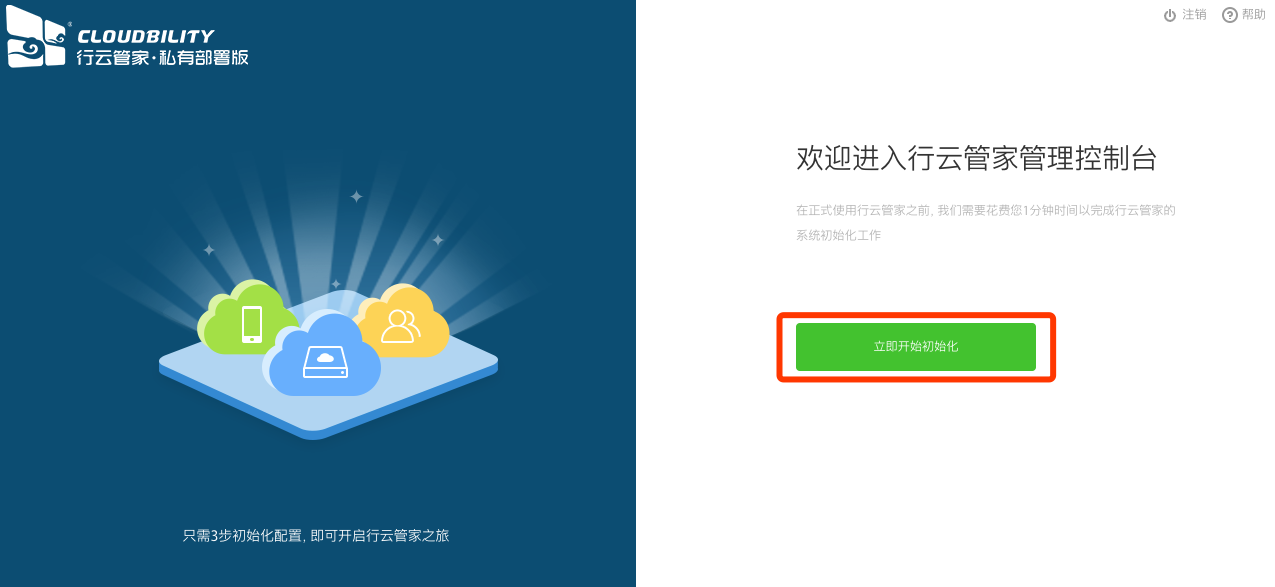 CLOUDBILITY
行云管家·私有部署版
注销
帮助
欢迎进入行云管家管理控制台
在正式使用行云管家之前, 我们需要花费您1分钟时间以完成行云管家的
系统初始化工作
立即开始初始化
只需3步初始化配置, 即可开启行云管家之旅